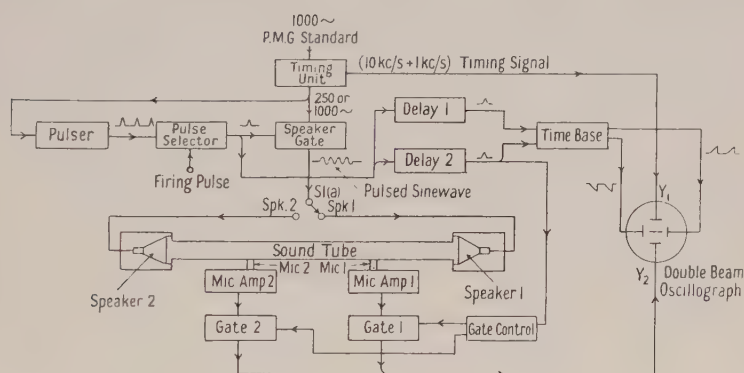 1000~
P.M.G Standard
Timing
Unit
(10kc/s+1kc/s) Timing Signal
250 or
1000~
Pulser
Pulse
Selector
Speaker
Gate
Delay 1
Delay 2
Time Base
Firing Pulse
S1(a)
Pulsed Sinewave
Spk.2
Spk1
Y1
Y2
Double Beam
Oscillograph
Sound Tube
Mic 2
Mic 1
Speaker 2
Mic Amp 2
Mic Amp 1
Speaker 1
Gate 2
Gate 1
Gate Control